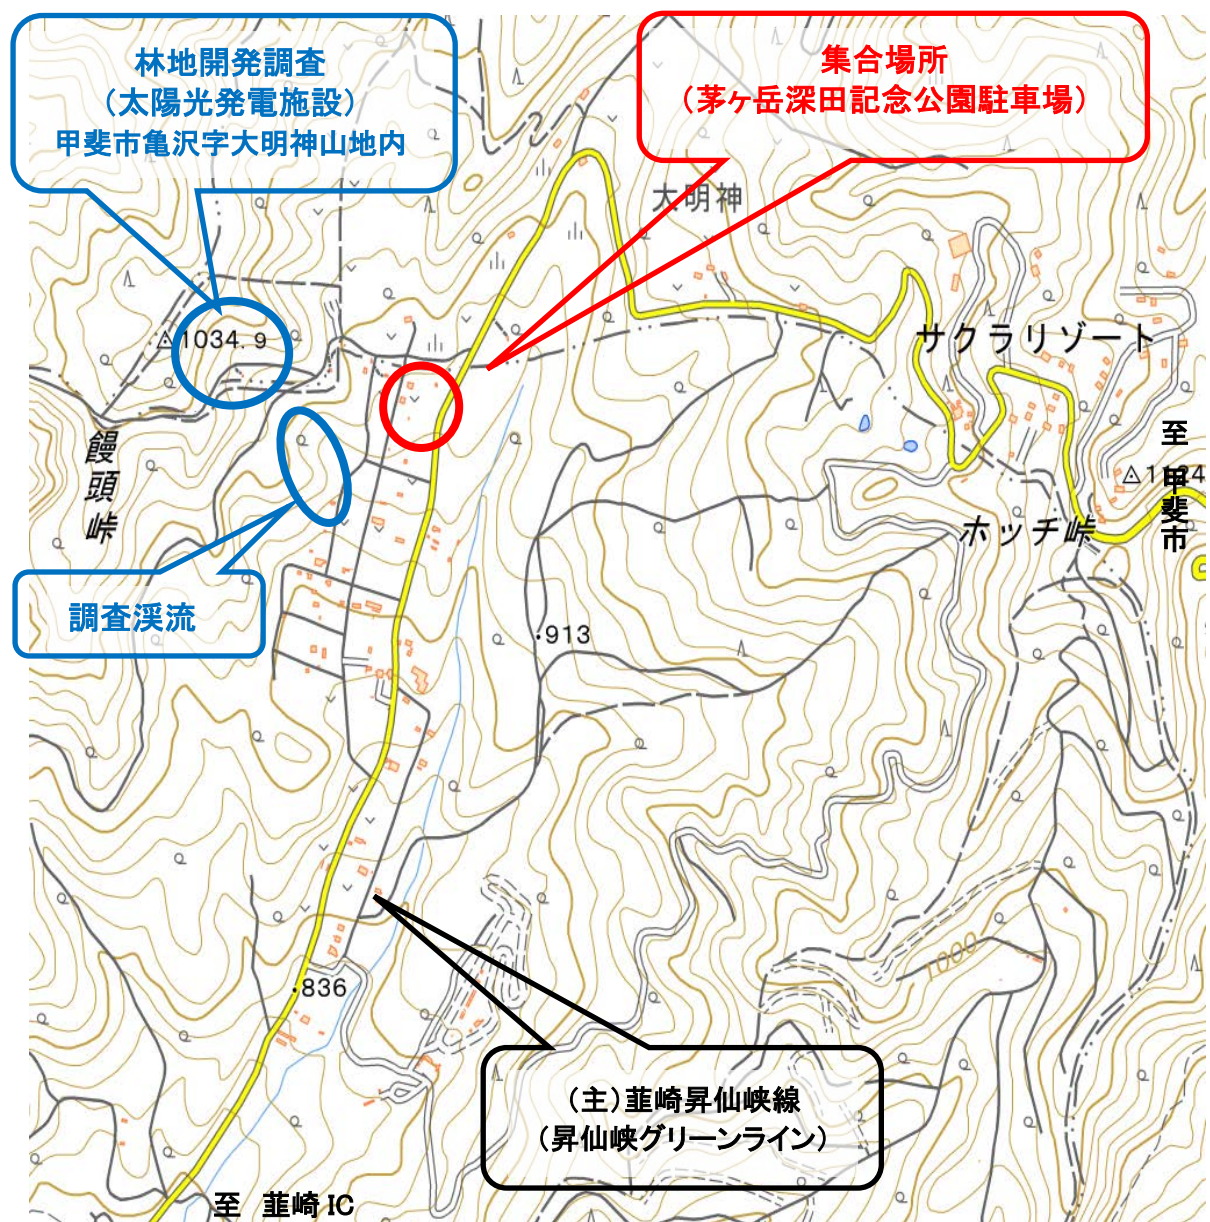 林地開発調査
（太陽光発電施設）
甲斐市亀沢字大明神山地内
集合場所
（茅ヶ岳深田記念公園駐車場）
大明神
1034.9
サクラリゾート
饅頭峠
至 甲斐市
ホッチ峠
調査渓流
913
836
1000
（主）韮崎昇仙峡線
（昇仙峡グリーンライン）
至 韮崎IC